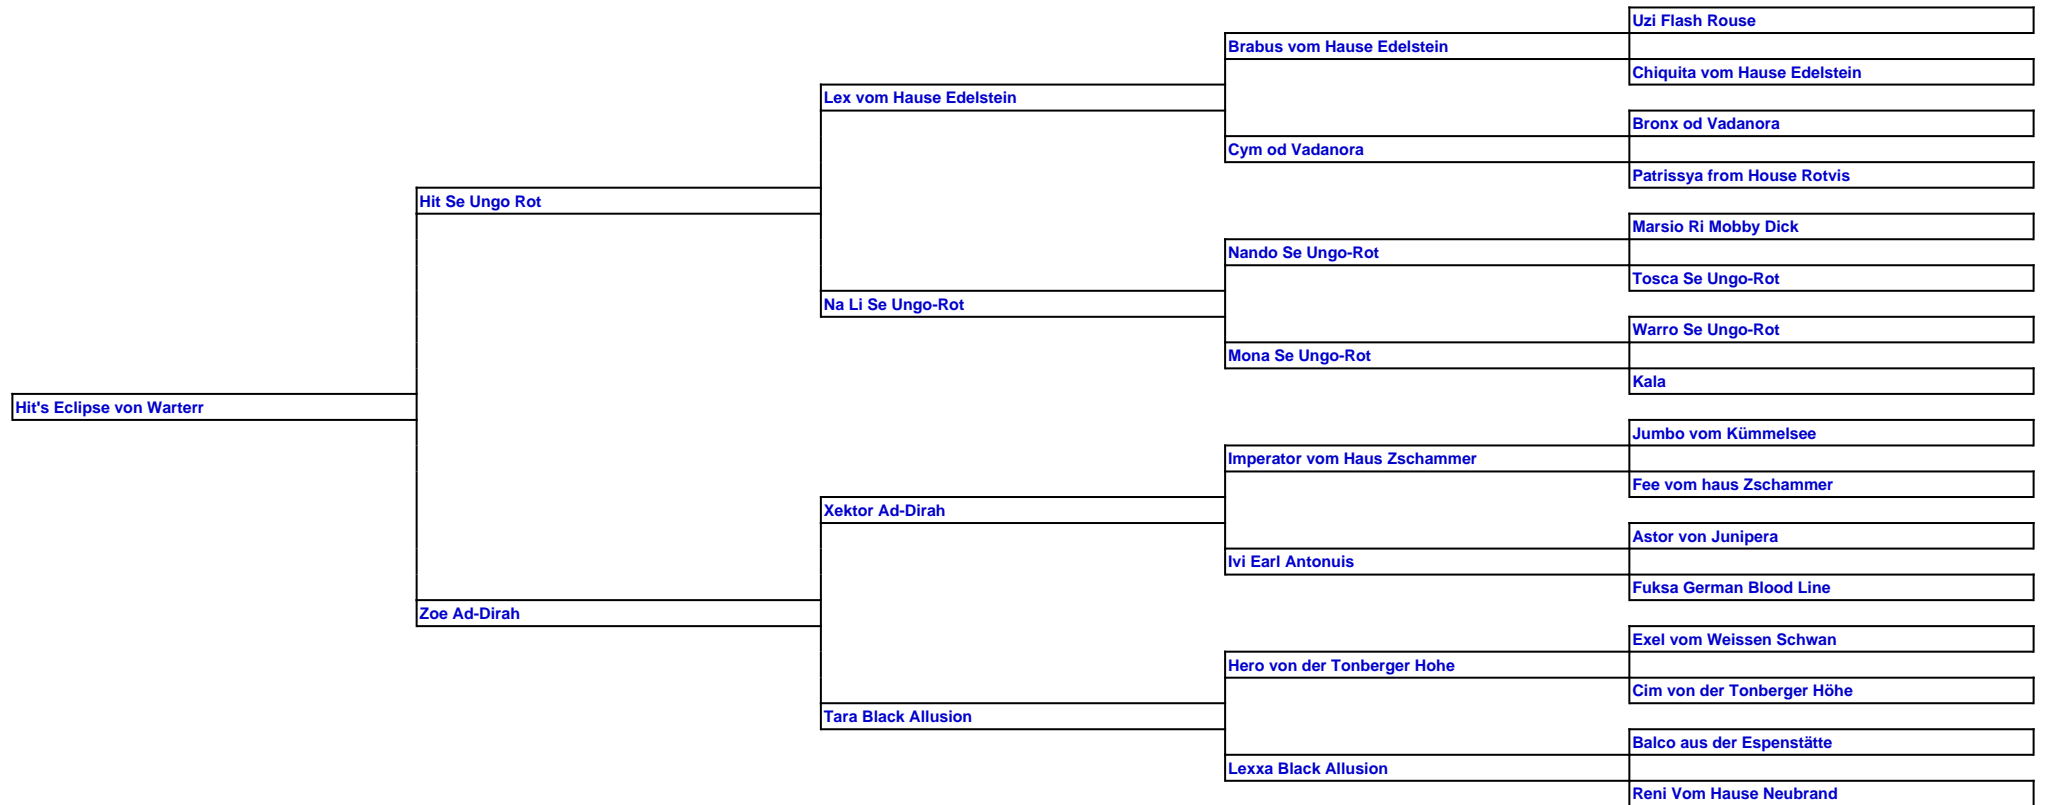 Uzi Flash Rouse
Brabus vom Hause Edelstein
Chiquita vom Hause Edelstein
Lex vom Hause Edelstein
Bronx od Vadanora
Cym od Vadanora
Patrissya from House Rotvis
Hit Se Ungo Rot
Marsio Ri Mobby Dick
Nando Se Ungo-Rot
Tosca Se Ungo-Rot
Na Li Se Ungo-Rot
Warro Se Ungo-Rot
Mona Se Ungo-Rot
Kala
Hit's Eclipse von Warterr
Jumbo vom Kümmelsee
Imperator vom Haus Zschammer
Fee vom haus Zschammer
Xektor Ad-Dirah
Astor von Junipera
Ivi Earl Antonuis
Fuksa German Blood Line
Zoe Ad-Dirah
Exel vom Weissen Schwan
Hero von der Tonberger Hohe
Cim von der Tonberger Höhe
Tara Black Allusion
Balco aus der Espenstätte
Lexxa Black Allusion
Reni Vom Hause Neubrand